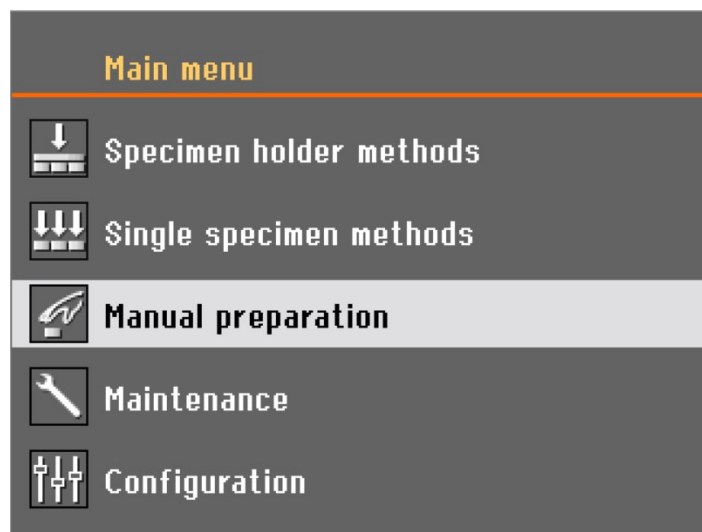 Main menu
Specimen holder methods
Single specimen methods
Manual preparation
Maintenance
Configuration